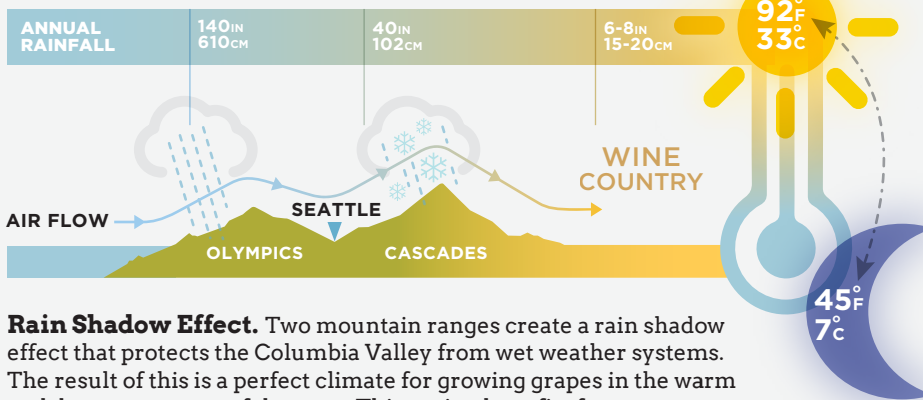 ANNUAL
RAINFALL
140IN
610CM
40IN
102CM
6-8IN
15-20CM
92°F
33°C
WINE
COUNTRY
AIR FLOW
SEATTLE
OLYMPICS
CASCADES
45°F
7°C
Rain Shadow Effect. Two mountain ranges create a rain shadow
effect that protects the Columbia Valley from wet weather systems.
The result of this is a perfect climate for growing grapes in the warm